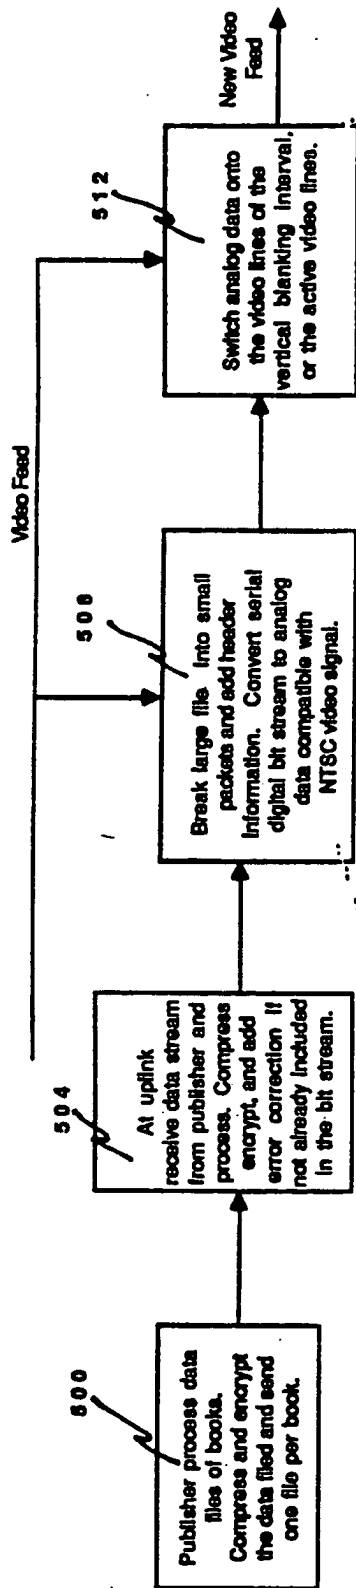 500
Publisher process data
files of books.
Compress and encrypt
the data filed and send
one file per book.
504
At uplink
receive data stream
from publisher and
process. Compress
encrypt, and add
error correction if
not already included
in the bit stream.
Video Feed
508
Break large file into small
packets and add header
information. Convert serial
digital bit stream to analog
data compatible with
NTSC video signal.
512
Switch analog data onto
the video lines of the
vertical blanking interval,
or the active video lines.
New Video
Feed